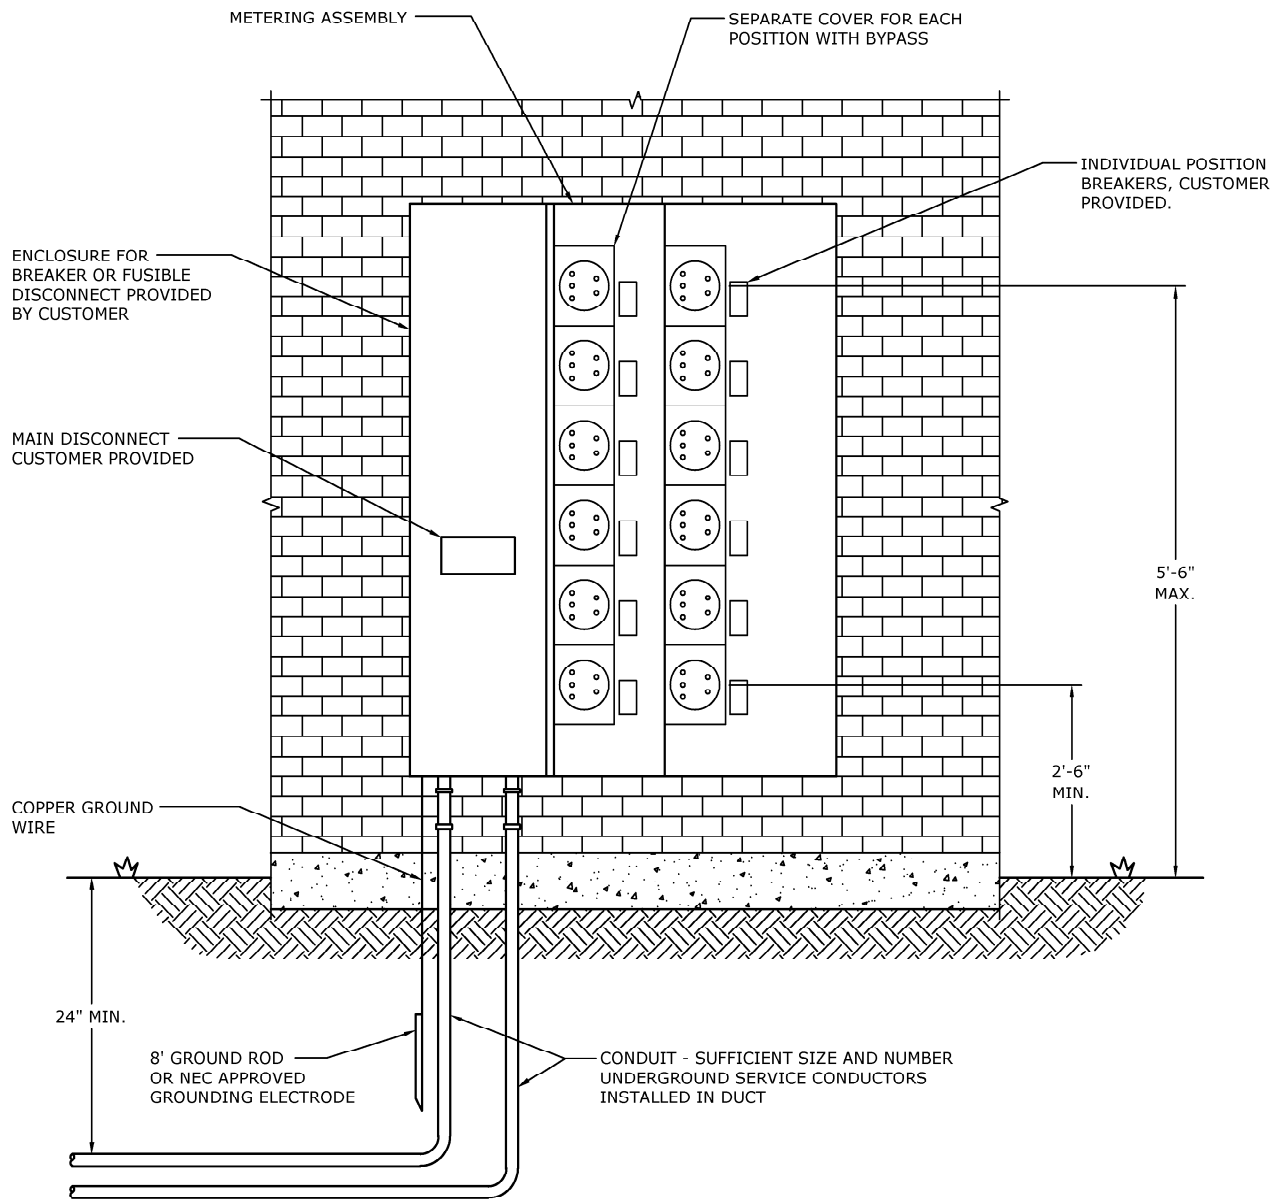 METERING ASSEMBLY
SEPARATE COVER FOR EACH
POSITION WITH BYPASS
INDIVIDUAL POSITION
BREAKERS, CUSTOMER
PROVIDED.
ENCLOSURE FOR
BREAKER OR FUSIBLE
DISCONNECT PROVIDED
BY CUSTOMER
MAIN DISCONNECT
CUSTOMER PROVIDED
5'-6"
MAX.
2'-6"
MIN.
COPPER GROUND
WIRE
24" MIN.
8' GROUND ROD
OR NEC APPROVED
GROUNDING ELECTRODE
CONDUIT - SUFFICIENT SIZE AND NUMBER
UNDERGROUND SERVICE CONDUCTORS
INSTALLED IN DUCT